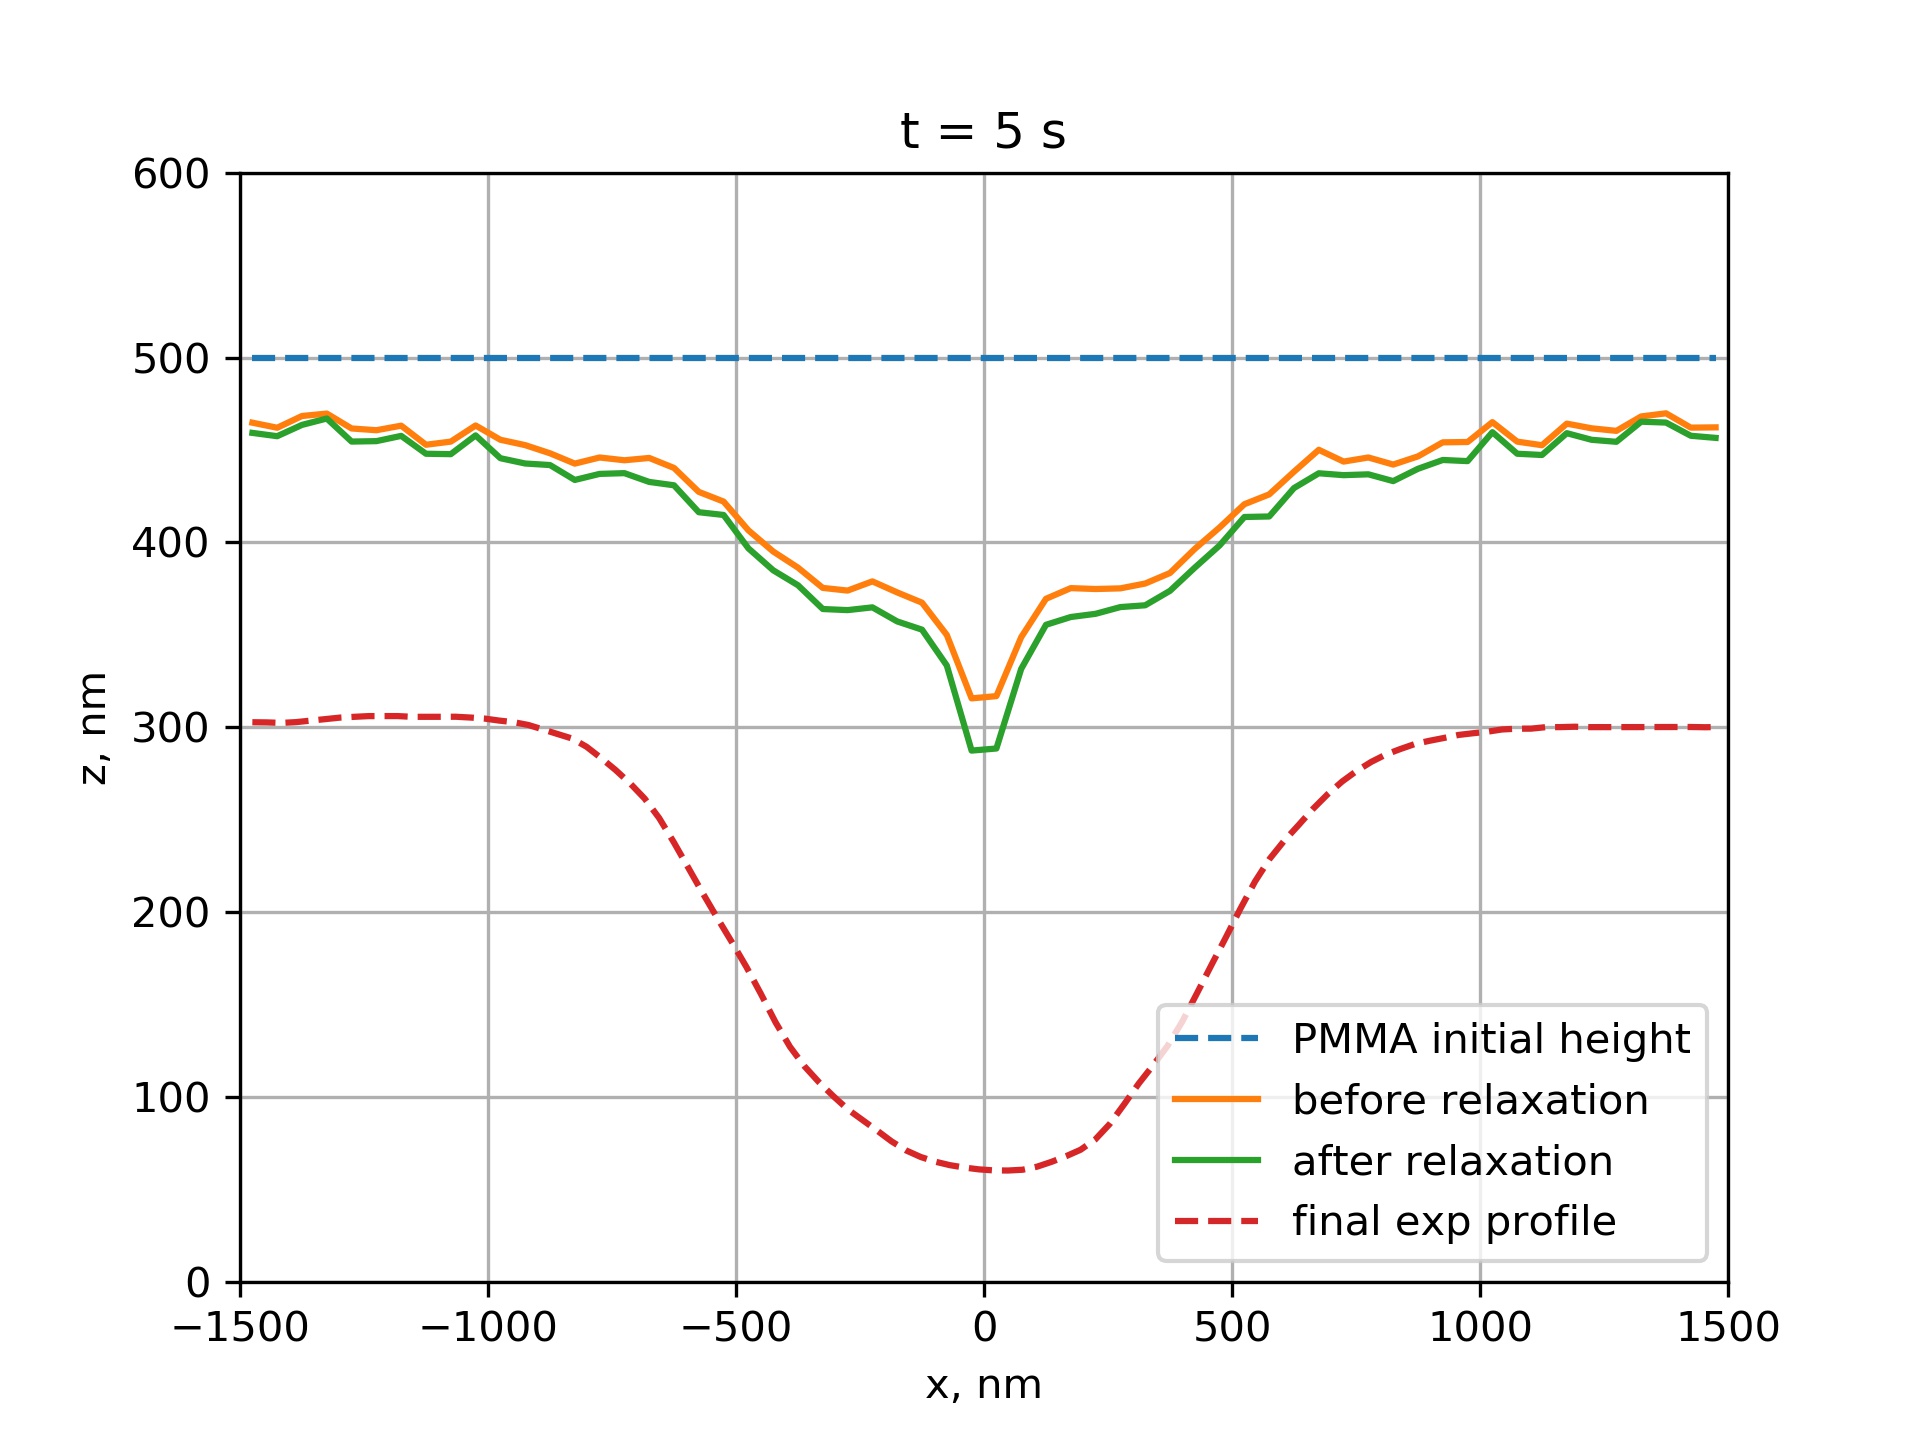 t = 5 s
600
500
400
300
200
100
0
z, nm
−1500 −1000 −500 0 500 1000 1500
x, nm
PMMA initial height
before relaxation
after relaxation
final exp profile